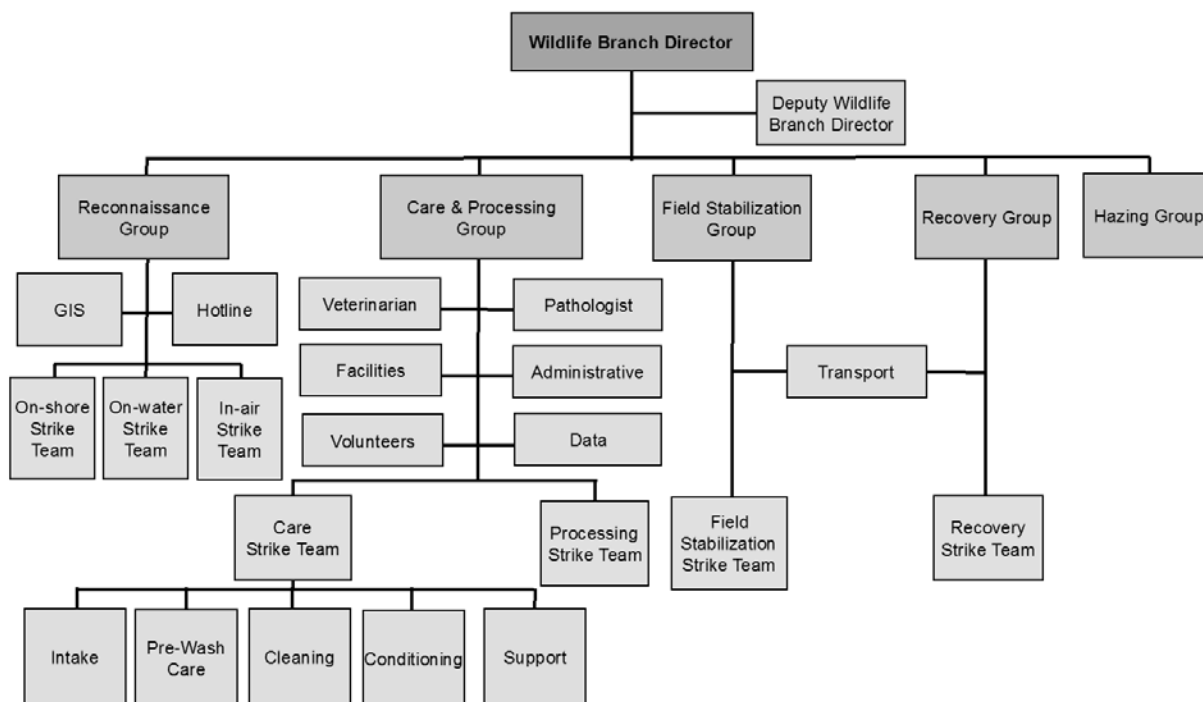 Wildlife Branch Director
Deputy Wildlife
Branch Director
Reconnaissance
Group
Care & Processing
Group
Field Stabilization
Group
Recovery Group
Hazing Group
GIS
Hotline
Veterinarian
Pathologist
Facilities
Administrative
Transport
On-shore
Strike
Team
On-water
Strike
Team
In-air
Strike
Team
Volunteers
Data
Care
Strike Team
Processing
Strike Team
Field
Stabilization
Strike Team
Recovery
Strike Team
Intake
Pre-Wash
Care
Cleaning
Conditioning
Support